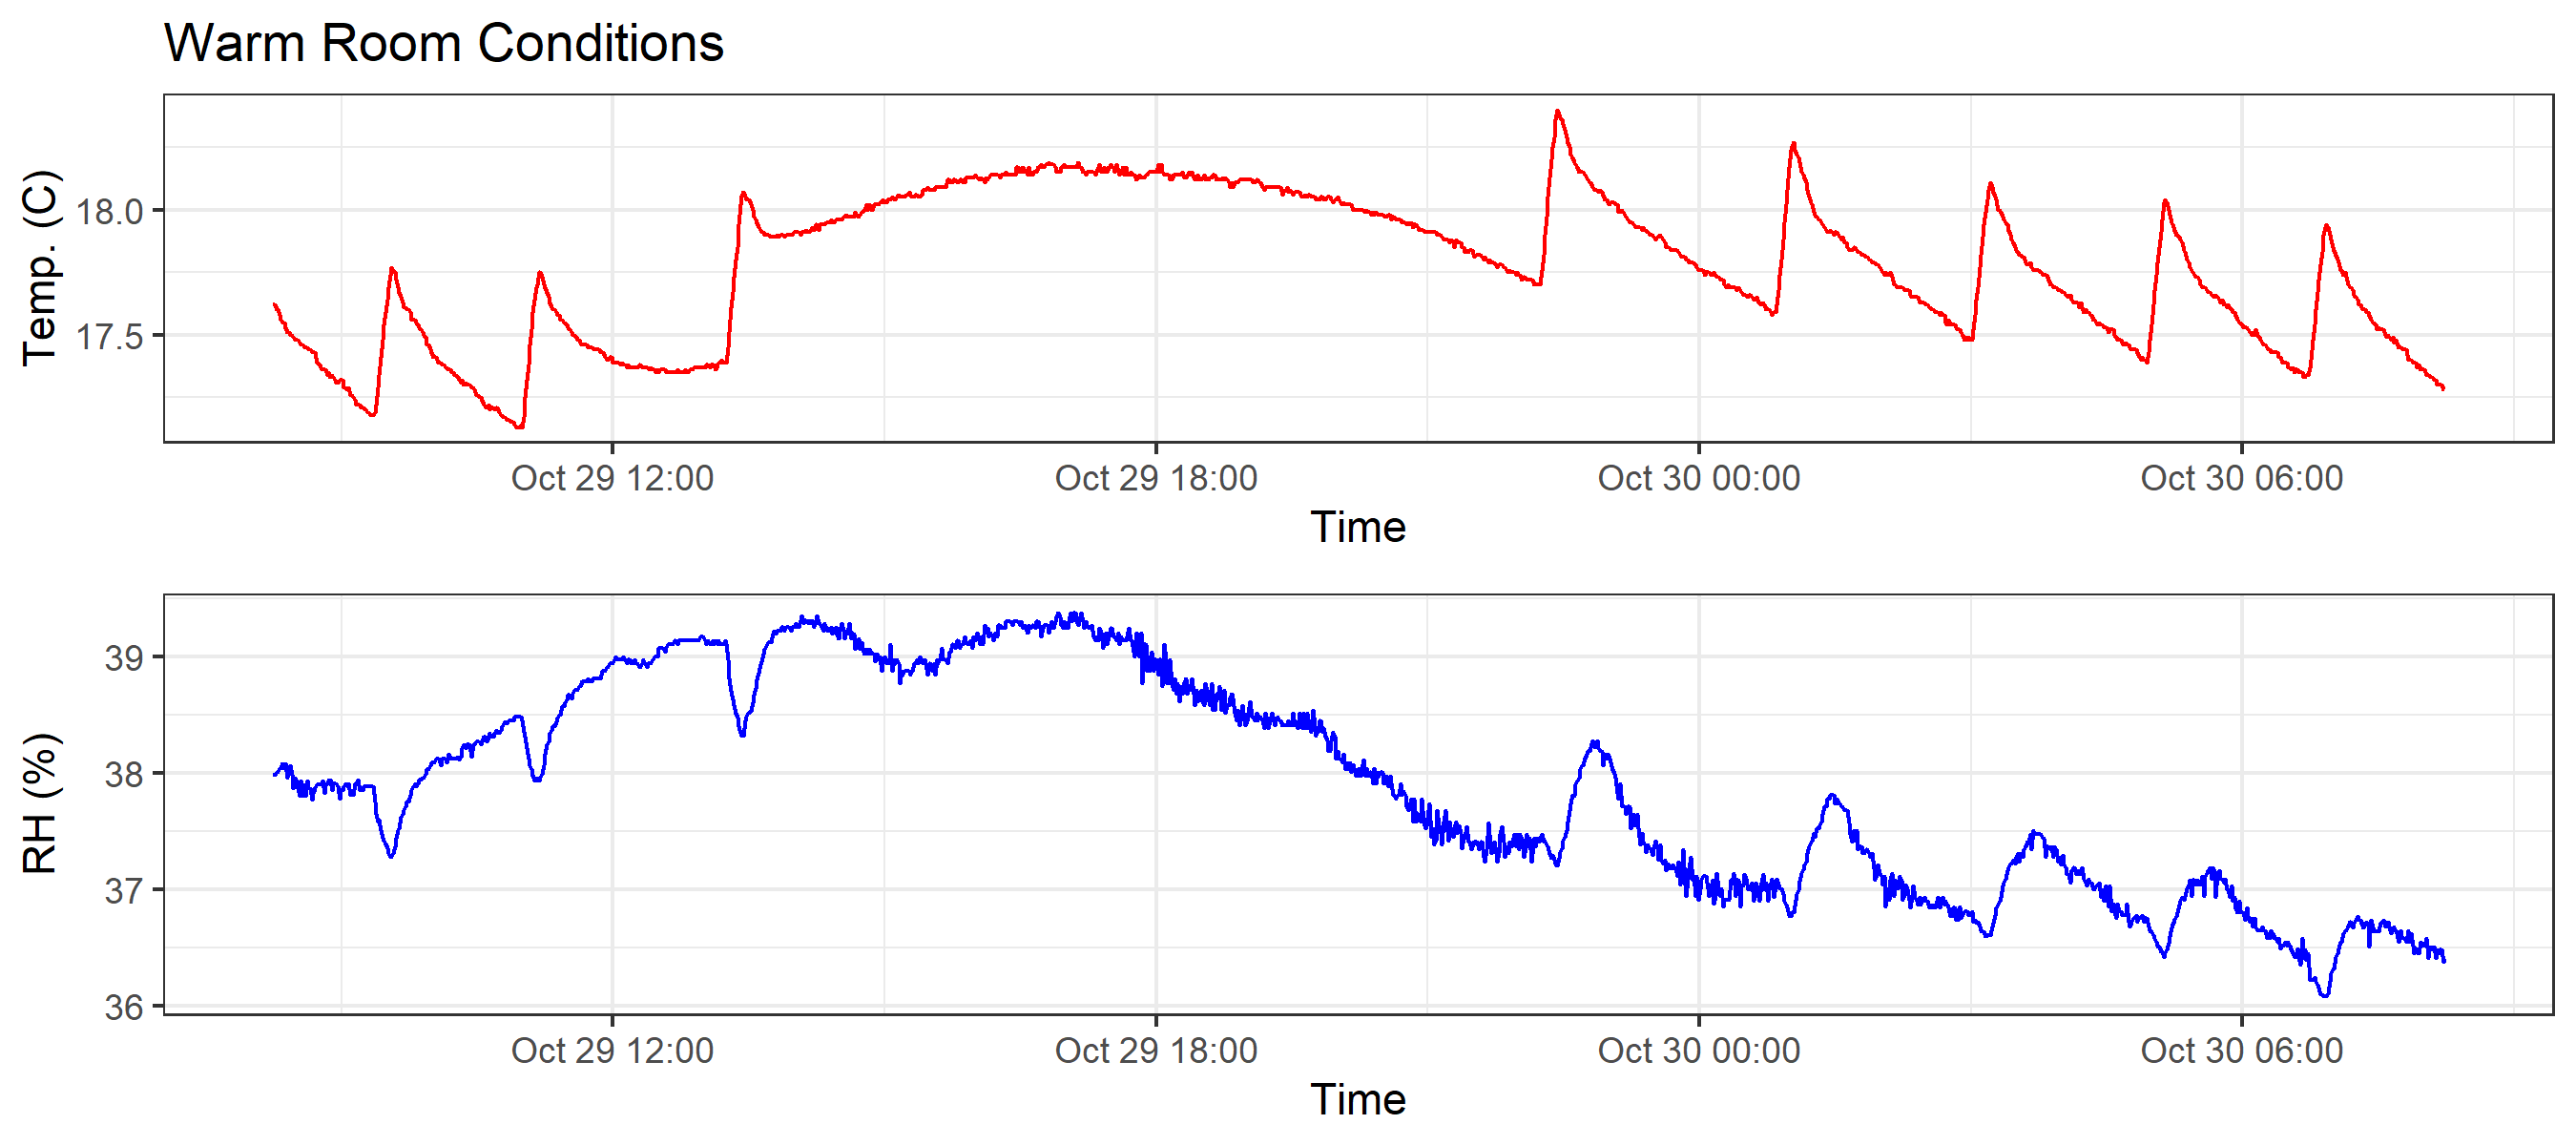 Warm Room Conditions
Temp. (C)
18.0
17.5
Oct 29 12:00 Oct 29 18:00 Oct 30 00:00 Oct 30 06:00
Time
RH (%)
39
38
37
36
Oct 29 12:00 Oct 29 18:00 Oct 30 00:00 Oct 30 06:00
Time